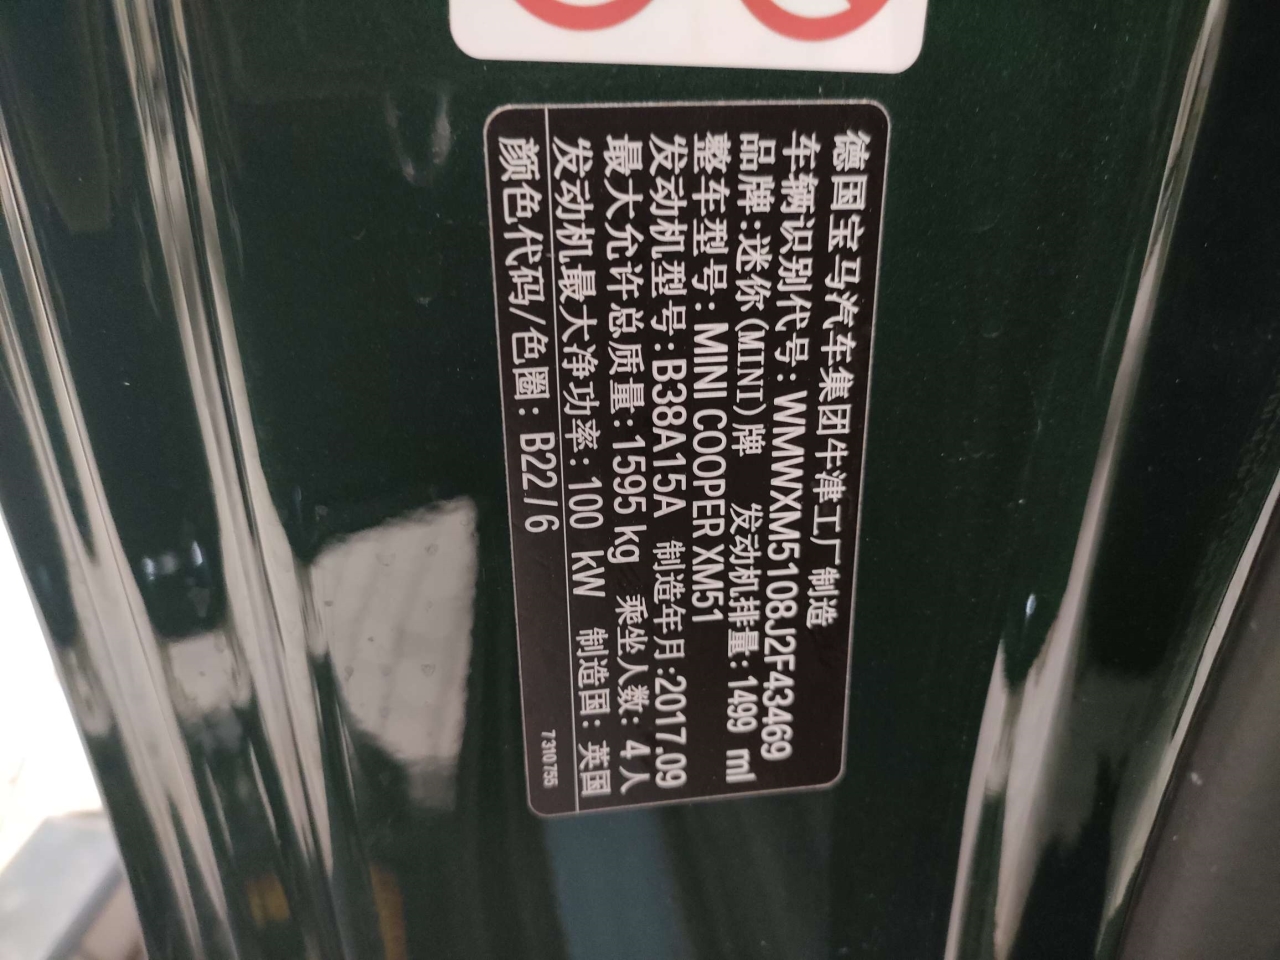 德国宝马汽车集团牛津工厂制造
车辆识别代号: WMWXM5108J2F43469
品牌:迷你(MINI)牌 发动机排量: 1499 ml
整车型号: MINI COOPER XM51
发动机型号: B38A15A 制造年月:2017.09
最大允许总质量:1595 kg 乘坐人数: 4人
发动机最大净功率: 100 kW 制造国: 英国
颜色代码/色圈: B22/6 7 310 755